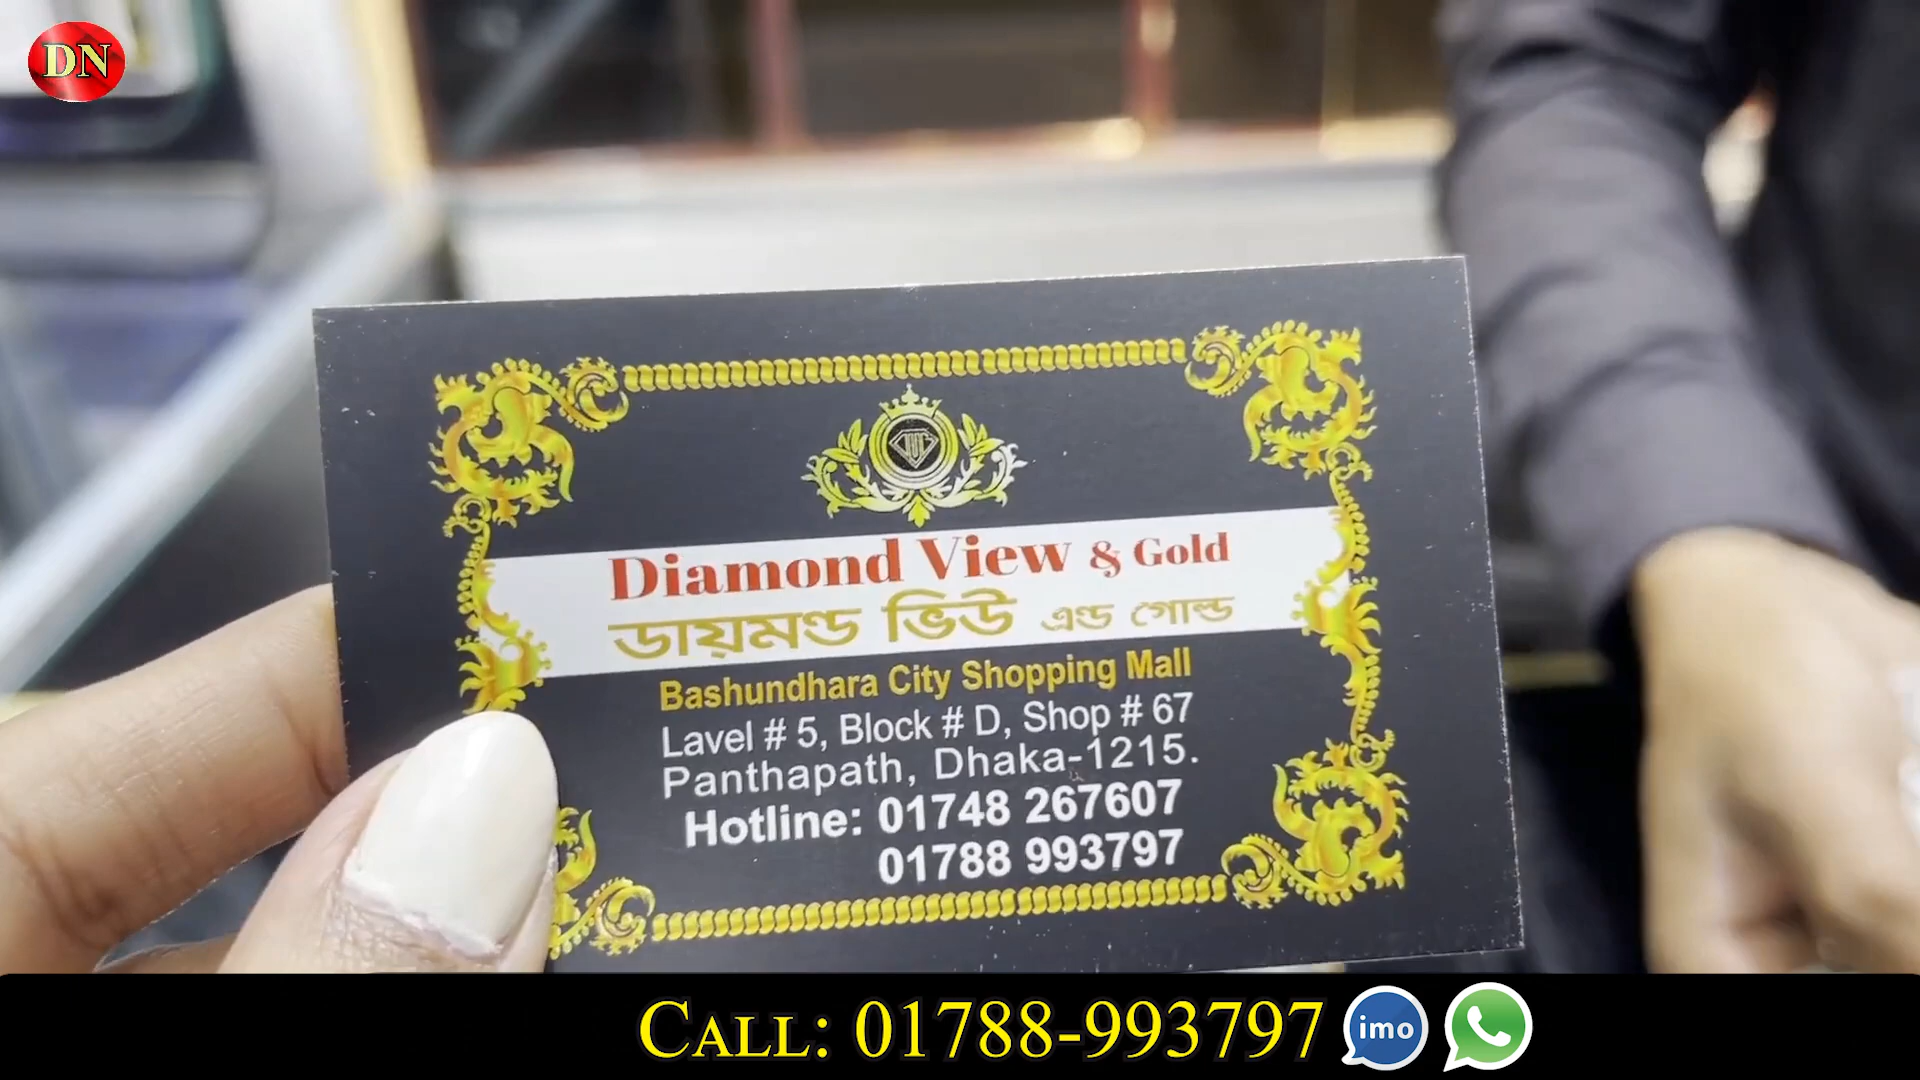 DN
Diamond View & Gold
ডায়মন্ড ভিউ এন্ড গোল্ড
Bashundhara City Shopping Mall
Lavel # 5, Block # D, Shop # 67
Panthapath, Dhaka-1215.
Hotline: 01748 267607
01788 993797
CALL: 01788-993797
imo